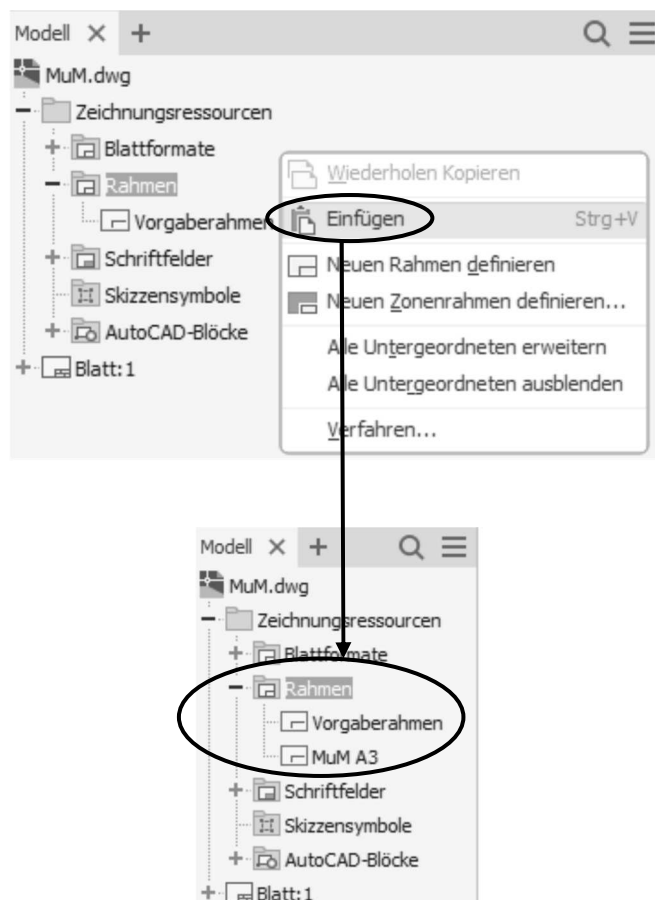 Modell
MuM.dwg
Zeichnungsressourcen
Blattformate
Rahmen
Vorgaberahmen
Schriftfelder
Skizzensymbole
AutoCAD-Blöcke
Blatt:1
Wiederholen Kopieren
Einfügen Strg+V
Neuen Rahmen definieren
Neuen Zonenrahmen definieren...
Alle Untergeordneten erweitern
Alle Untergeordneten ausblenden
Verfahren...
Modell
MuM.dwg
Zeichnungsressourcen
Blattformate
Rahmen
Vorgaberahmen
MuM A3
Schriftfelder
Skizzensymbole
AutoCAD-Blöcke
Blatt:1